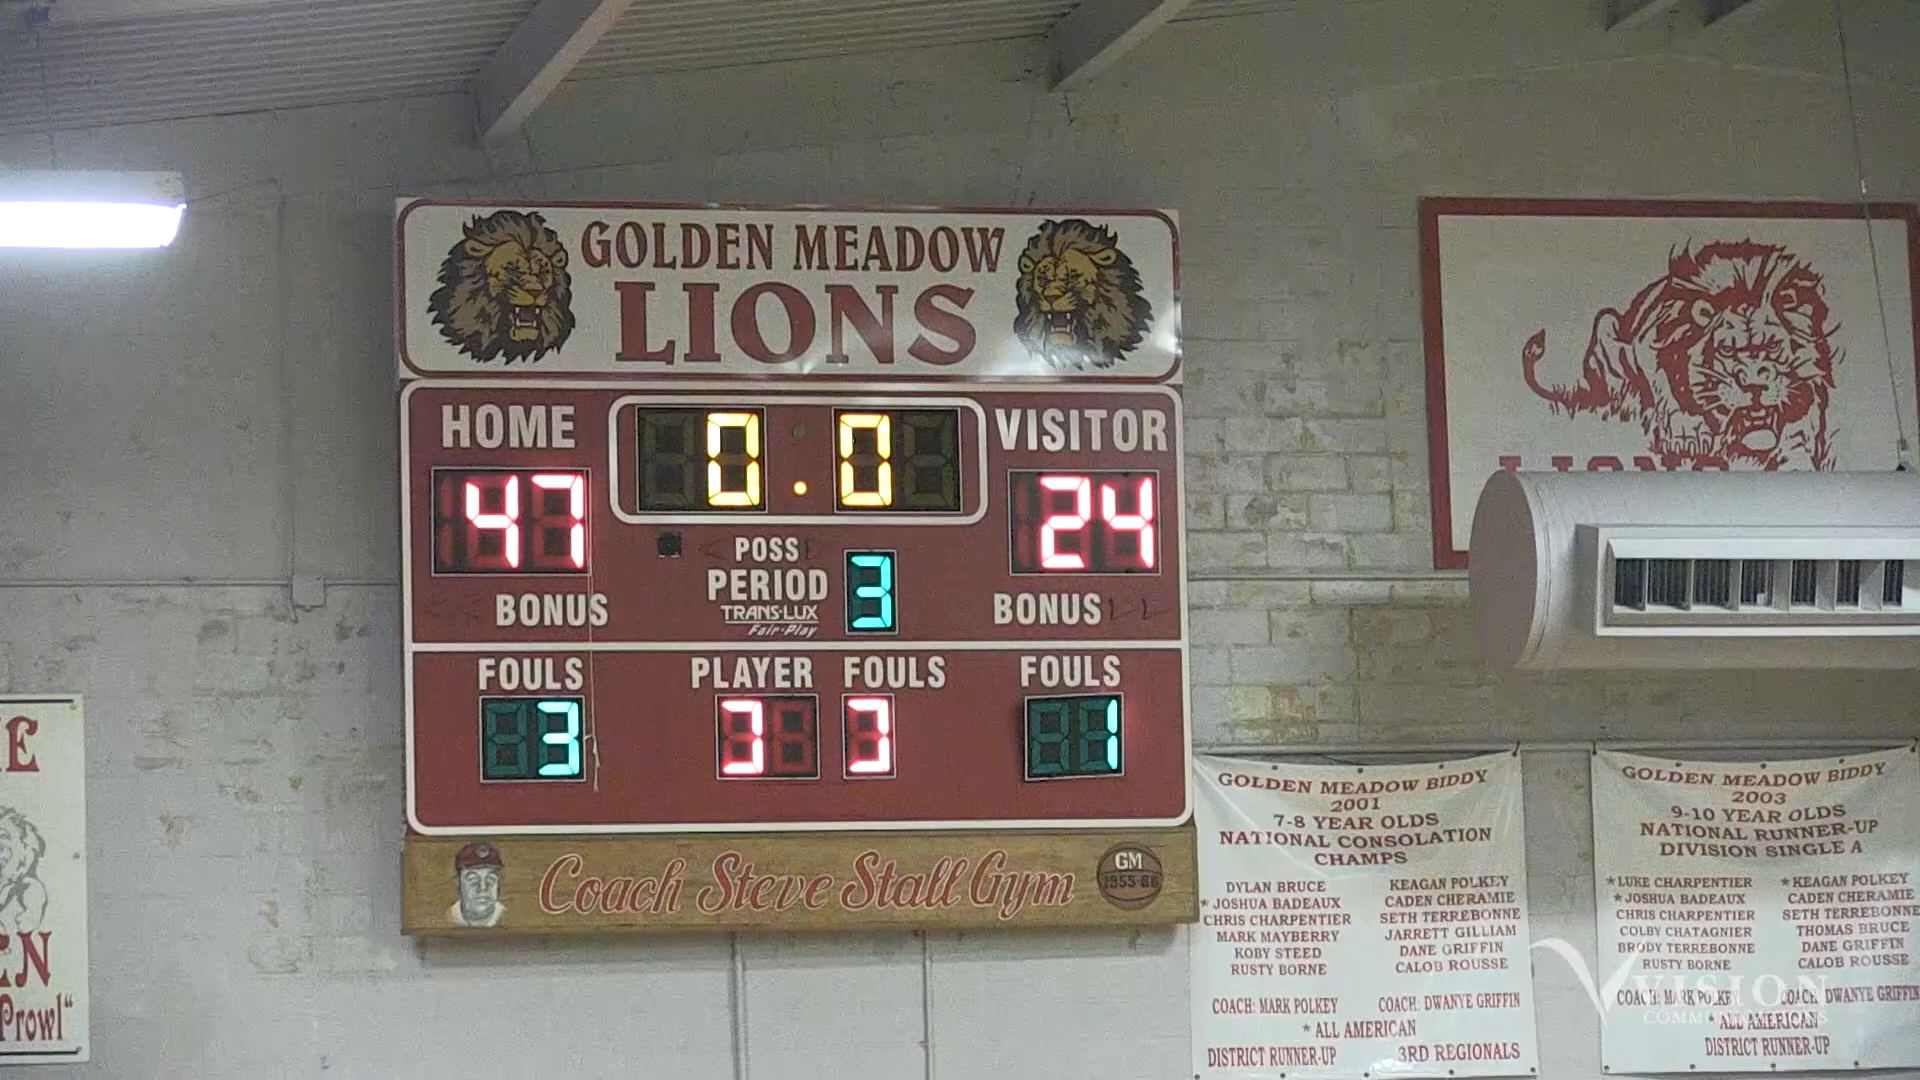 GOLDEN MEADOW
LIONS
HOME
0.0
VISITOR
47
24
POSS
PERIOD
3
TRANS-LUX
Fair-Play
BONUS
BONUS
FOULS
PLAYER FOULS
FOULS
3
1
Coach Steve Stall Gym
GM
Prowl"
GOLDEN MEADOW BIDDY
2001
7-8 YEAR OLDS
NATIONAL CONSOLATION
CHAMPS
DYLAN BRUCE
* JOSHUA BADEAUX
CHRIS CHARPENTIER
MARK MAYBERRY
KOBY STEED
RUSTY BORNE
KEAGAN POLKEY
CADEN CHERAMIE
SETH TERREBONNE
JARRETT GILLIAM
DANE GRIFFIN
CALOB ROUSSE
COACH: MARK POLKEY
COACH: DWANYE GRIFFIN
* ALL AMERICAN
DISTRICT RUNNER-UP
3RD REGIONALS
GOLDEN MEADOW BIDDY
2003
9-10 YEAR OLDS
NATIONAL RUNNER-UP
DIVISION SINGLE A
* LUKE CHARPENTIER
* JOSHUA BADEAUX
CHRIS CHARPENTIER
COLBY CHATAGNIER
BRODY TERREBONNE
RUSTY BORNE
* KEAGAN POLKEY
CADEN CHERAMIE
SETH TERREBONNE
THOMAS BRUCE
DANE GRIFFIN
CALOB ROUSSE
COACH: MARK POLKEY
COACH: DWANYE GRIFFIN
* ALL AMERICAN
DISTRICT RUNNER-UP
VISION
COMMUNICATIONS